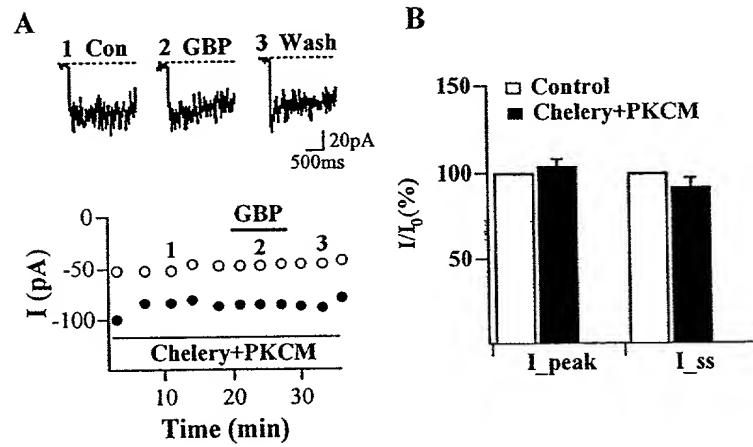 A
1 Con 2 GBP 3 Wash
20pA
500ms
GBP
1 2 3
0
-50
-100
I (pA)
Chelery+PKCM
10 20 30
Time (min)
B
150
100
50
I/I0(%)
Control
Chelery+PKCM
I_peak I_ss